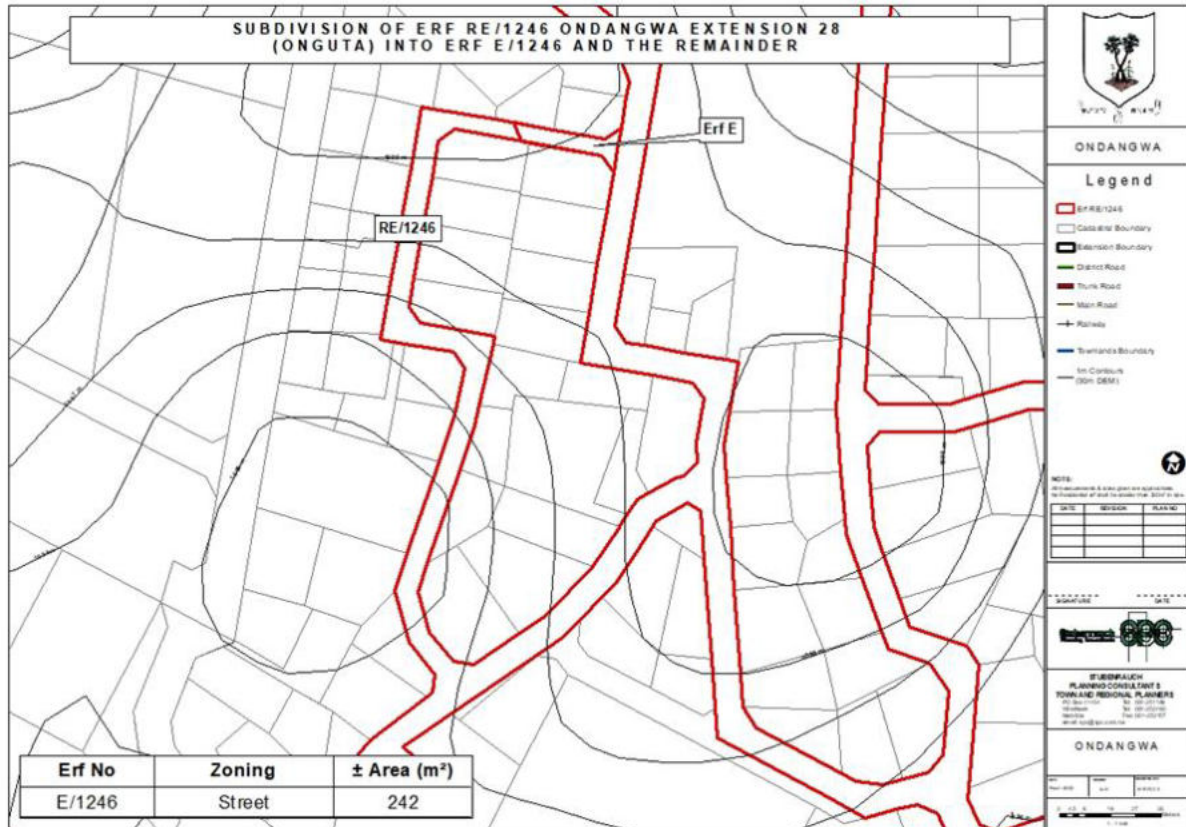 SUBDIVISION OF ERF RE/1246 ONDANGWA EXTENSION 28
(ONGUTA) INTO ERF E/1246 AND THE REMAINDER
Erf E
RE/1246
Erf No Zoning ± Area (m²)
E/1246 Street 242
ONDANGWA
Legend
Erf RE/1246
Cadastral Boundary
Extension Boundary
District Road
Trunk Road
Main Road
Railway
Townlands Boundary
1m Contours
(30m DEM)
N
NOTE:
DATE REVISION PLAN NO
SIGNATURE DATE
STUBENRAUCH
PLANNING CONSULTANTS
TOWN AND REGIONAL PLANNERS
ONDANGWA